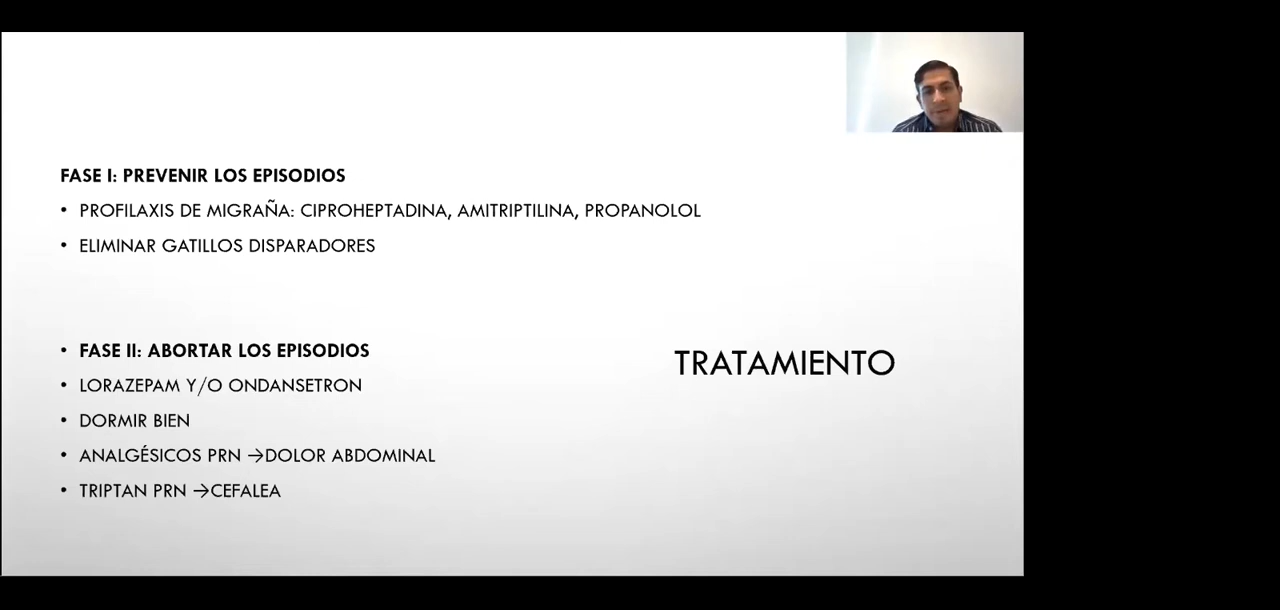 FASE I: PREVENIR LOS EPISODIOS
• PROFILAXIS DE MIGRAÑA: CIPROHEPTADINA, AMITRIPTILINA, PROPANOLOL
• ELIMINAR GATILLOS DISPARADORES
• FASE II: ABORTAR LOS EPISODIOS
• LORAZEPAM Y/O ONDANSETRON
• DORMIR BIEN
• ANALGÉSICOS PRN →DOLOR ABDOMINAL
• TRIPTAN PRN →CEFALEA
TRATAMIENTO